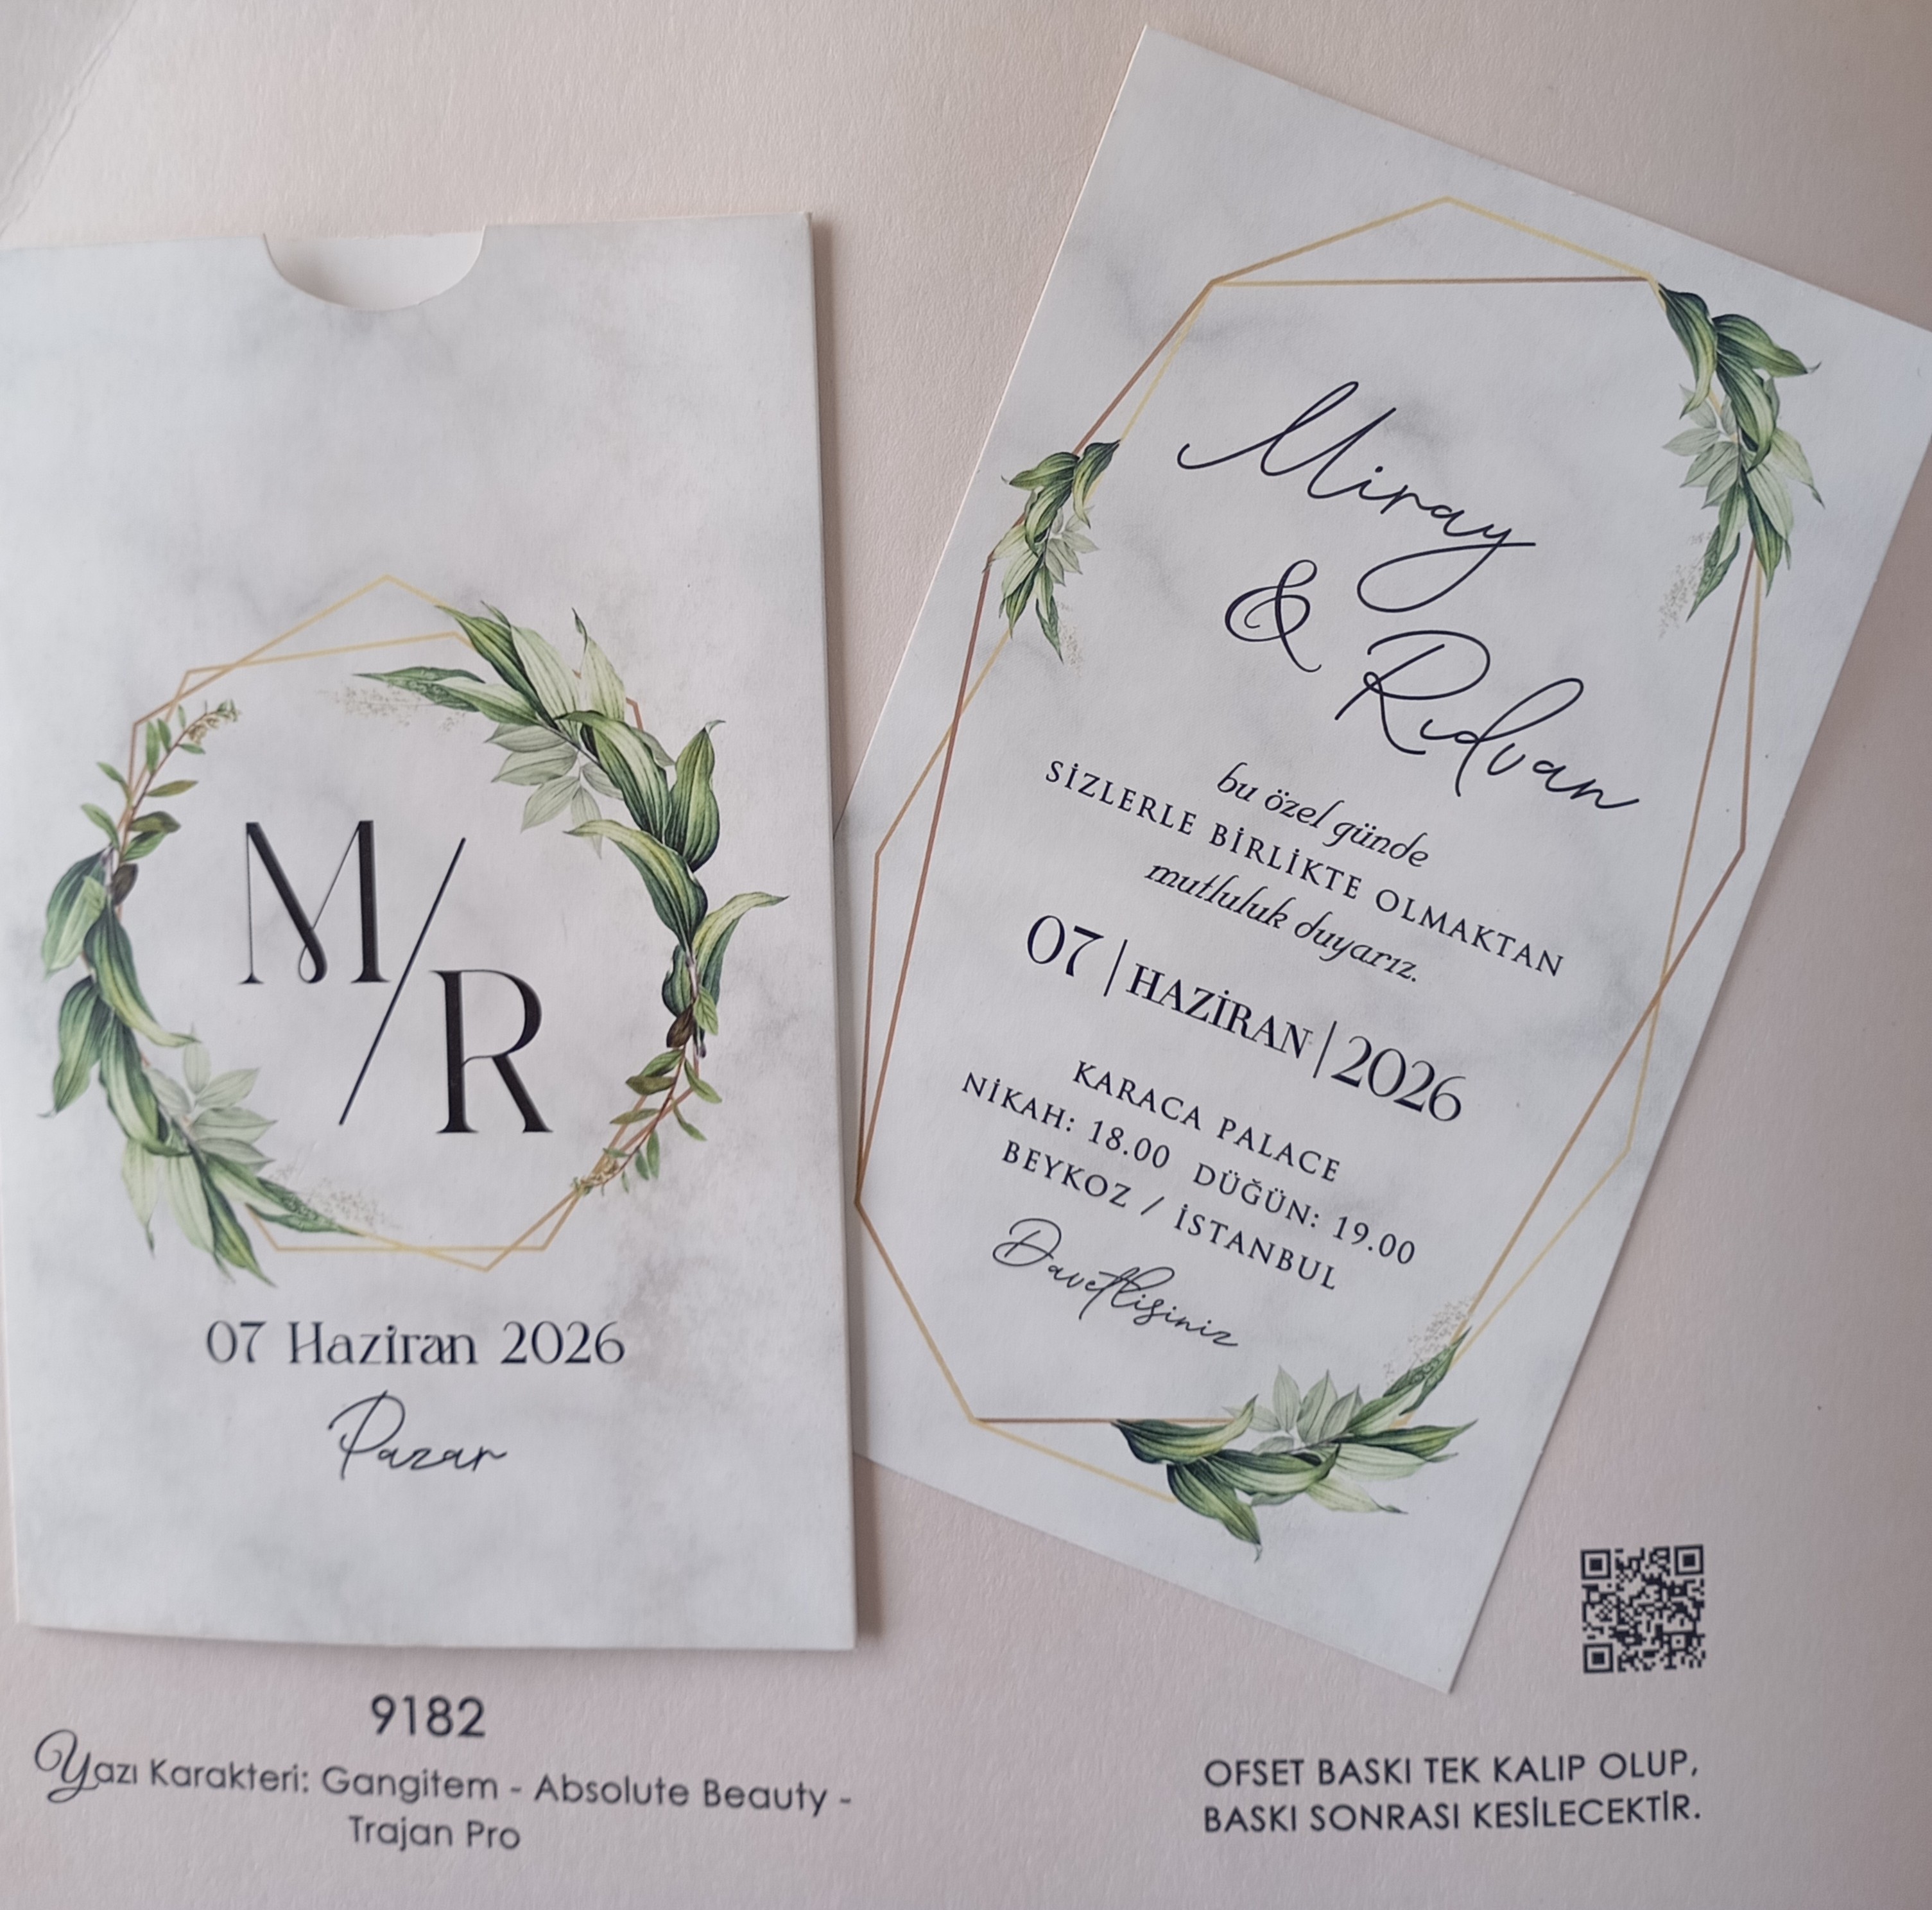 M/R
07 Haziran 2026
Pazar
Miray
& Rıdvan
bu özel günde
SİZLERLE BİRLİKTE OLMAKTAN
mutluluk duyarız.
07 | HAZİRAN | 2026
KARACA PALACE
NİKAH: 18.00 DÜĞÜN: 19.00
BEYKOZ / İSTANBUL
Davetlisiniz
9182
Yazı Karakteri: Gangitem - Absolute Beauty -
Trajan Pro
OFSET BASKI TEK KALIP OLUP,
BASKI SONRASI KESİLECEKTİR.